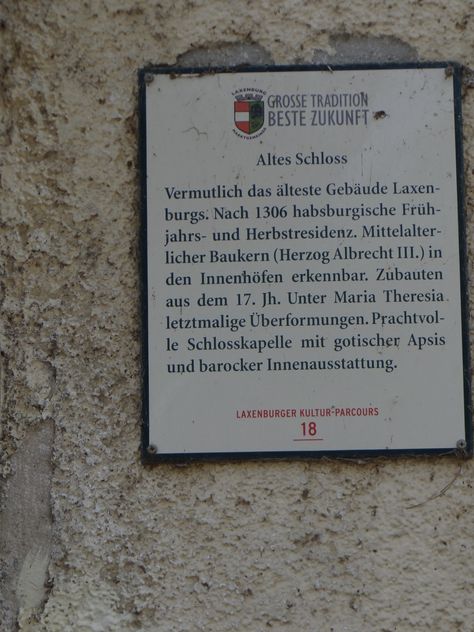 LAXENBURG
MARKTGEMEINDE
GROSSE TRADITION
BESTE ZUKUNFT
Altes Schloss
Vermutlich das älteste Gebäude Laxen-
burgs. Nach 1306 habsburgische Früh-
jahrs- und Herbstresidenz. Mittelalter-
licher Baukern (Herzog Albrecht III.) in
den Innenhöfen erkennbar. Zubauten
aus dem 17. Jh. Unter Maria Theresia
letztmalige Überformungen. Prachtvol-
le Schlosskapelle mit gotischer Apsis
und barocker Innenausstattung.
LAXENBURGER KULTUR-PARCOURS
18